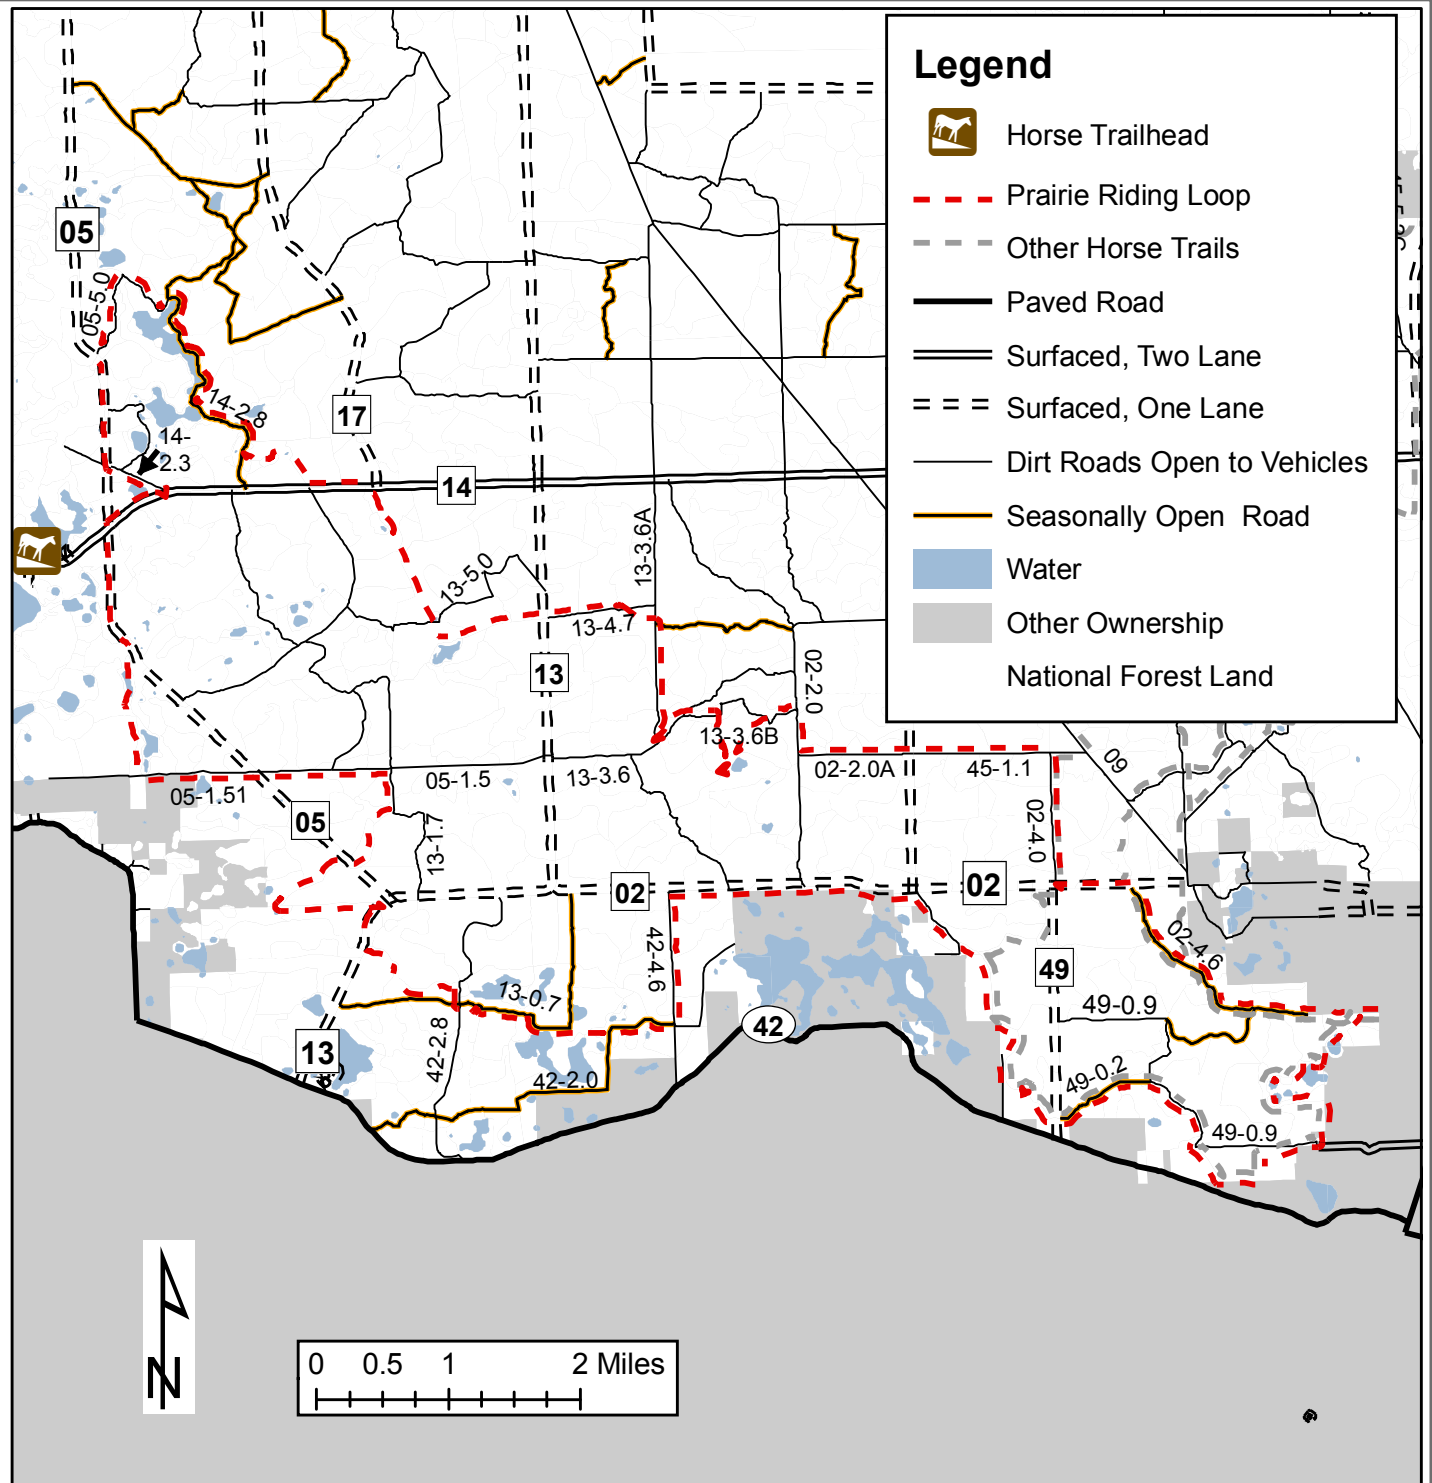 Legend
Horse Trailhead
Prairie Riding Loop
Other Horse Trails
Paved Road
Surfaced, Two Lane
Surfaced, One Lane
Dirt Roads Open to Vehicles
Seasonally Open Road
Water
Other Ownership
National Forest Land
05
05-5.0
14-2.8
17
14-
2.3
14
13-3.6A
13-5.0
13-4.7
13
02-2.0
13-3.6B
05-1.5
13-3.6
02-2.0A
45-1.1
09
05-1.51
05
13-1.7
02-4.0
02
02
42-4.6
02-4.6
49
13-0.7
49-0.9
42
13
42-2.8
42-2.0
49-0.2
49-0.9
N
0 0.5 1 2 Miles